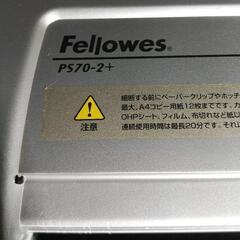 Fellowes®
PS70-2+
注意
細断する前にペーパークリップやホッチ
最大、A4コピー用紙12枚までです。カ
OHPシート、フィルム、布切れなど紙以
連続使用時間は最長20分です。それ以